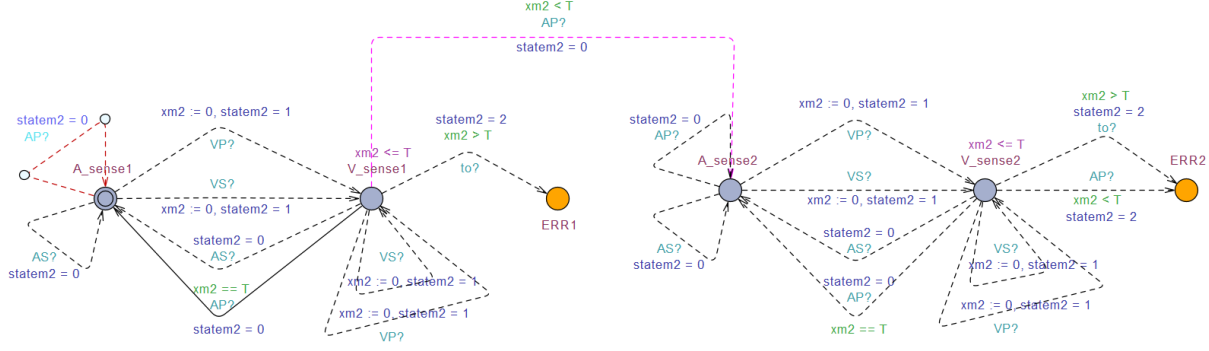 xm2 < T
AP?
statem2 = 0
statem2 = 0
AP?
A_sense1
xm2 := 0, statem2 = 1
VP?
VS?
xm2 := 0, statem2 = 1
statem2 = 0
AS?
xm2 == T
AP?
statem2 = 0
AS?
statem2 = 0
xm2 <= T
V_sense1
statem2 = 2
xm2 > T
to?
ERR1
VS?
xm2 := 0, statem2 = 1
xm2 := 0, statem2 = 1
VP?
statem2 = 0
AP?
A_sense2
AS?
statem2 = 0
xm2 := 0, statem2 = 1
VP?
VS?
xm2 := 0, statem2 = 1
statem2 = 0
AS?
statem2 = 0
AP?
xm2 == T
xm2 <= T
V_sense2
xm2 > T
statem2 = 2
to?
ERR2
AP?
xm2 < T
statem2 = 2
VS?
xm2 := 0, statem2 = 1
xm2 := 0, statem2 = 1
VP?